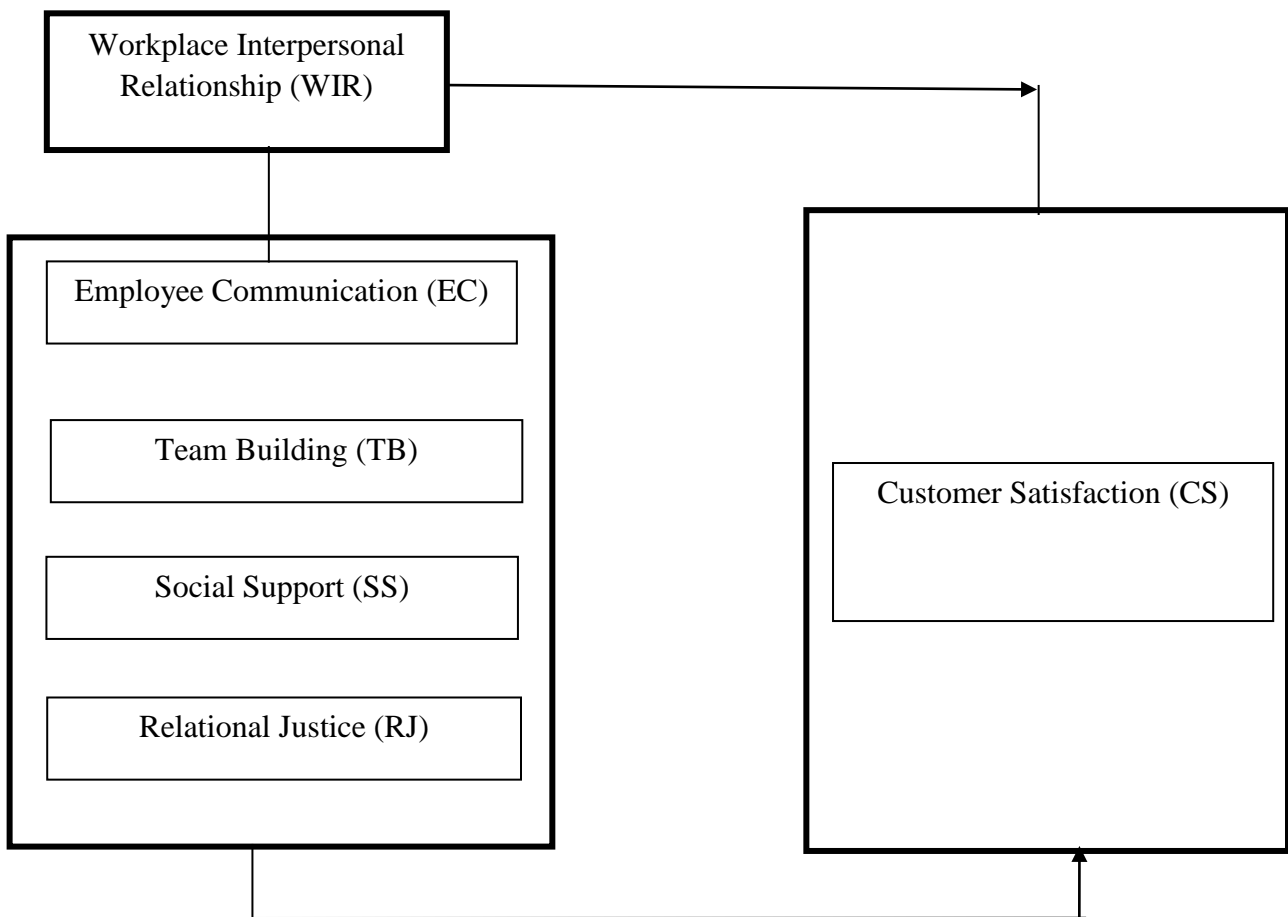 Workplace Interpersonal
Relationship (WIR)
Employee Communication (EC)
Team Building (TB)
Social Support (SS)
Relational Justice (RJ)
Customer Satisfaction (CS)